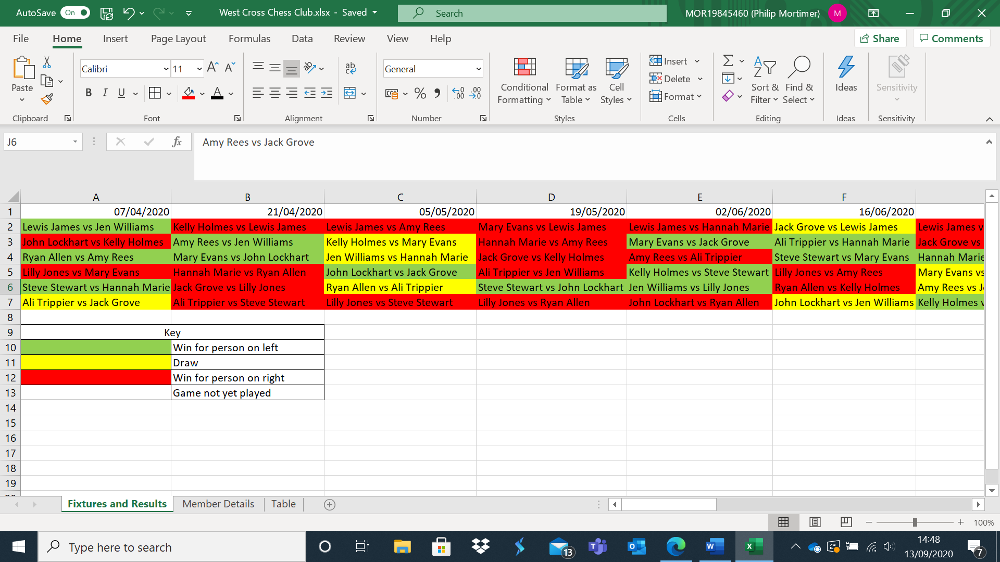 AutoSave On West Cross Chess Club.xlsx - Saved Search MOR19845460 (Philip Mortimer) M
File Home Insert Page Layout Formulas Data Review View Help Share Comments
Paste
Clipboard
Calibri 11
B I U A
Font
ab
Alignment
General
% .00
Number
Conditional Formatting
Format as Table
Cell Styles
Styles
Insert
Delete
Format
Cells
Sort & Filter
Find & Select
Editing
Ideas
Ideas
Sensitivity
Sensitivity
J6 fx Amy Rees vs Jack Grove
A B C D E F
1 07/04/2020 21/04/2020 05/05/2020 19/05/2020 02/06/2020 16/06/2020
2 Lewis James vs Jen Williams Kelly Holmes vs Lewis James Lewis James vs Amy Rees Mary Evans vs Lewis James Lewis James vs Hannah Marie Jack Grove vs Lewis James Lewis James v
3 John Lockhart vs Kelly Holmes Amy Rees vs Jen Williams Kelly Holmes vs Mary Evans Hannah Marie vs Amy Rees Mary Evans vs Jack Grove Ali Trippier vs Hannah Marie Jack Grove vs
4 Ryan Allen vs Amy Rees Mary Evans vs John Lockhart Jen Williams vs Hannah Marie Jack Grove vs Kelly Holmes Amy Rees vs Ali Trippier Steve Stewart vs Mary Evans Hannah Marie
5 Lilly Jones vs Mary Evans Hannah Marie vs Ryan Allen John Lockhart vs Jack Grove Ali Trippier vs Jen Williams Kelly Holmes vs Steve Stewart Lilly Jones vs Amy Rees Mary Evans vs
6 Steve Stewart vs Hannah Marie Jack Grove vs Lilly Jones Ryan Allen vs Ali Trippier Steve Stewart vs John Lockhart Jen Williams vs Lilly Jones Ryan Allen vs Kelly Holmes Amy Rees vs J
7 Ali Trippier vs Jack Grove Ali Trippier vs Steve Stewart Lilly Jones vs Steve Stewart Lilly Jones vs Ryan Allen John Lockhart vs Ryan Allen John Lockhart vs Jen Williams Kelly Holmes v
8
9 Key
10 Win for person on left
11 Draw
12 Win for person on right
13 Game not yet played
14
15
16
17
18
19
Fixtures and Results Member Details Table
100%
Type here to search 13 14:48
13/09/2020 7